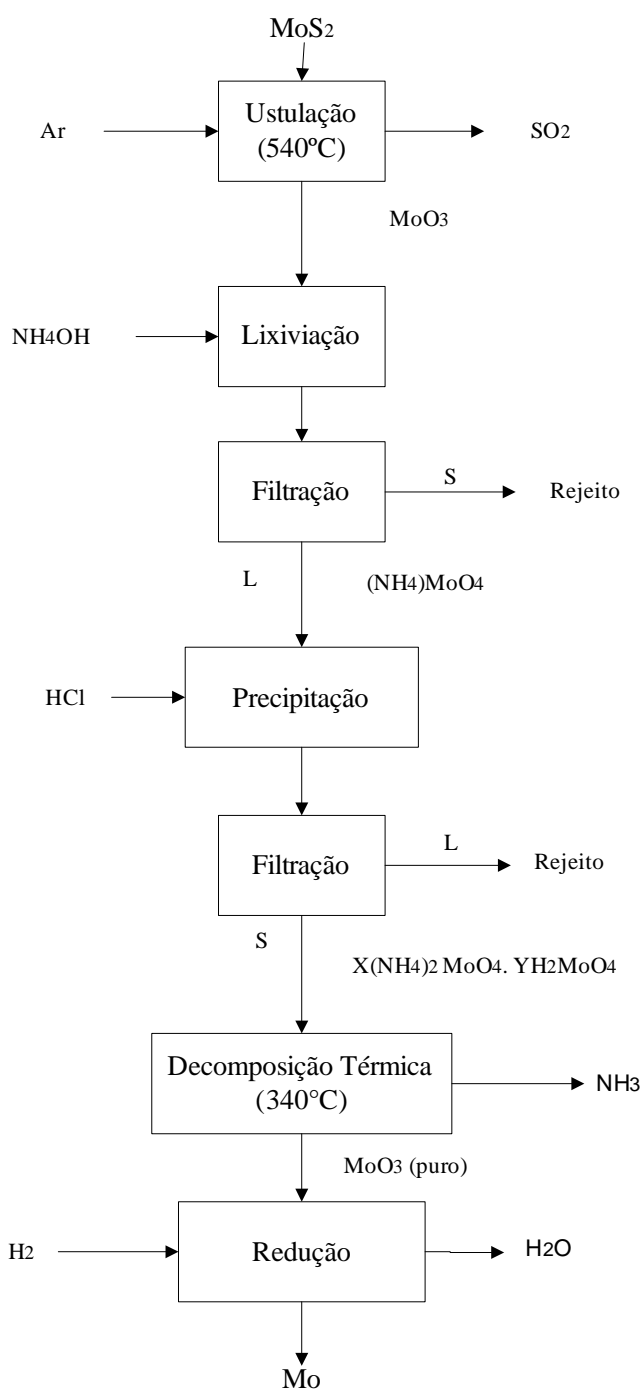 MoS2
Ar
Ustulação
(540ºC)
SO2
MoO3
NH4OH
Lixiviação
Filtração
S
Rejeito
L
(NH4)MoO4
HCl
Precipitação
Filtração
L
Rejeito
S
X(NH4)2 MoO4. YH2MoO4
Decomposição Térmica
(340°C)
NH3
MoO3 (puro)
H2
Redução
H2O
Mo